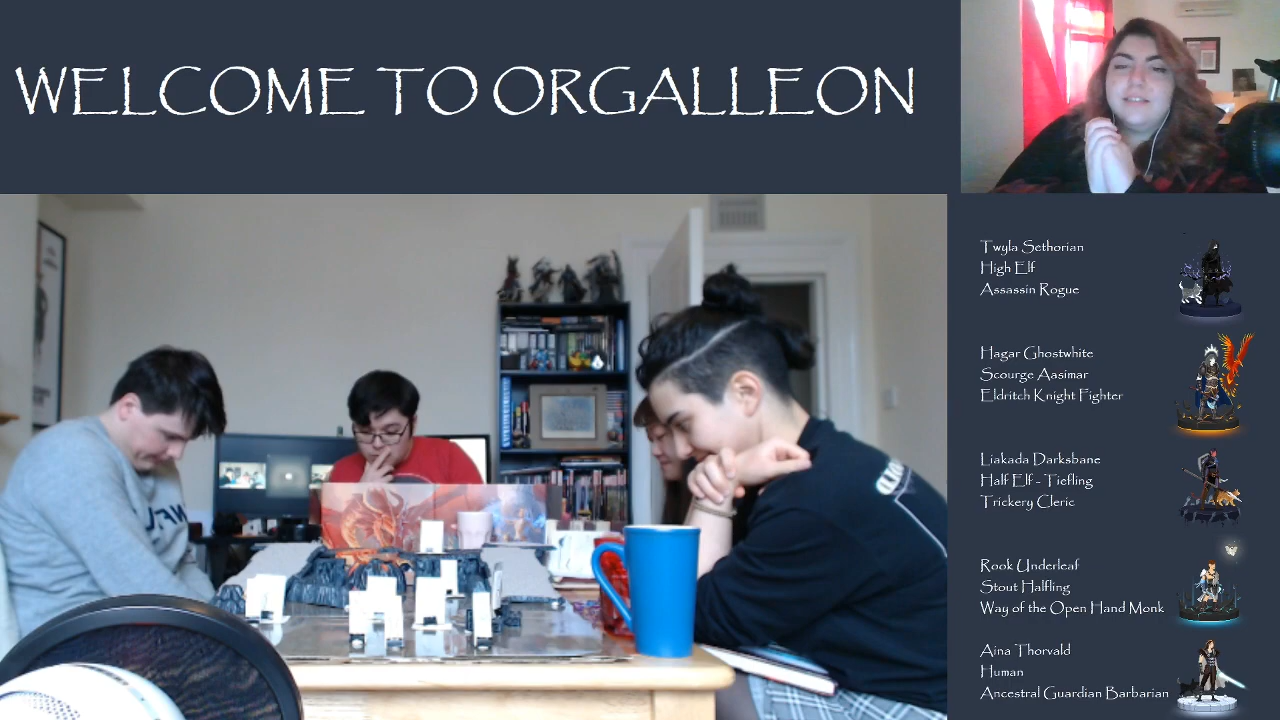 WELCOME TO ORGALLEON
Twyla Sethorian
High Elf
Assassin Rogue
Hagar Ghostwhite
Scourge Aasimar
Eldritch Knight Fighter
Liakada Darksbane
Half Elf - Tiefling
Trickery Cleric
Rook Underleaf
Stout Halfling
Way of the Open Hand Monk
Aina Thorvald
Human
Ancestral Guardian Barbarian